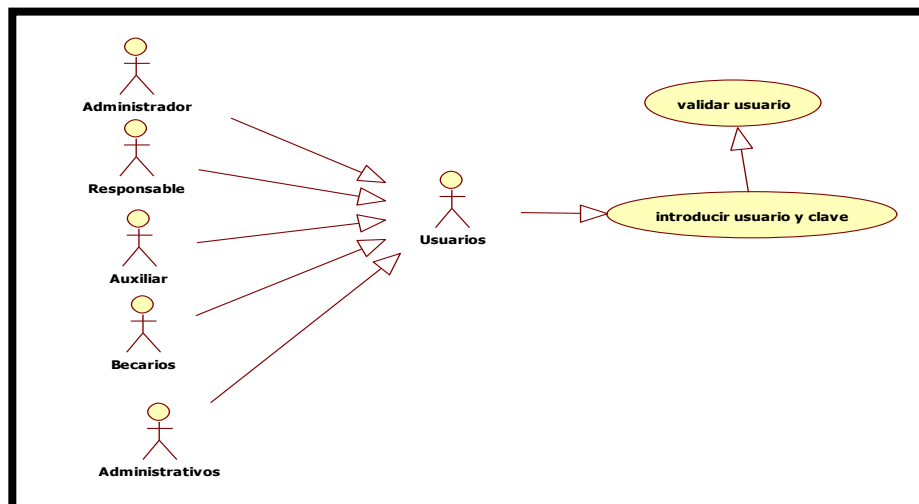 Administrador
Responsable
Auxiliar
Becarios
Administrativos
Usuarios
validar usuario
introducir usuario y clave